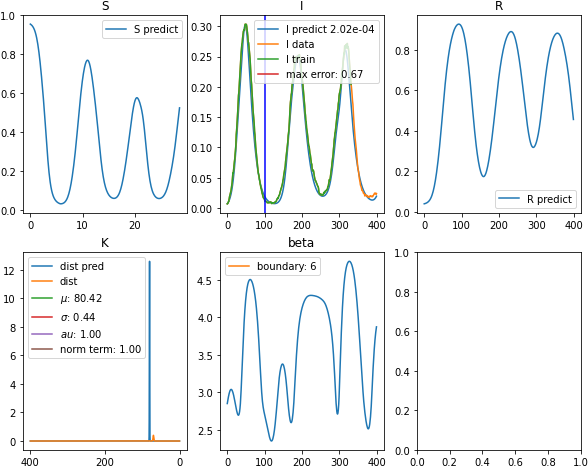 S
I
R
S predict
I predict 2.02e-04
I data
I train
max error: 0.67
R predict
1.0
0.8
0.6
0.4
0.2
0.0
0 10 20
0.30
0.25
0.20
0.15
0.10
0.05
0.00
0 100 200 300 400
0.8
0.6
0.4
0.2
0.0
0 100 200 300 400
K
beta
dist pred
dist
μ: 80.42
σ: 0.44
au: 1.00
norm term: 1.00
boundary: 6
12
10
8
6
4
2
0
400 200 0
4.5
4.0
3.5
3.0
2.5
0 100 200 300 400
1.0
0.8
0.6
0.4
0.2
0.0
0.0 0.2 0.4 0.6 0.8 1.0